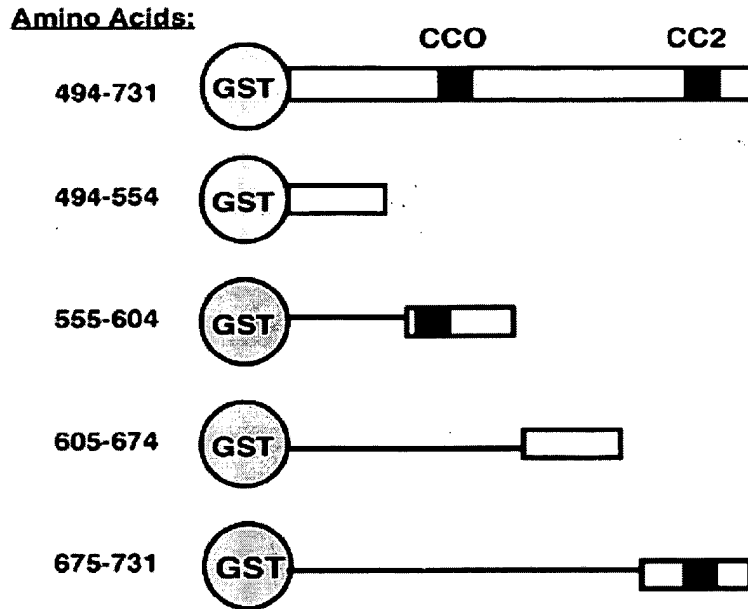 Amino Acids:
CCO CC2
494-731 GST
494-554 GST
555-604 GST
605-674 GST
675-731 GST